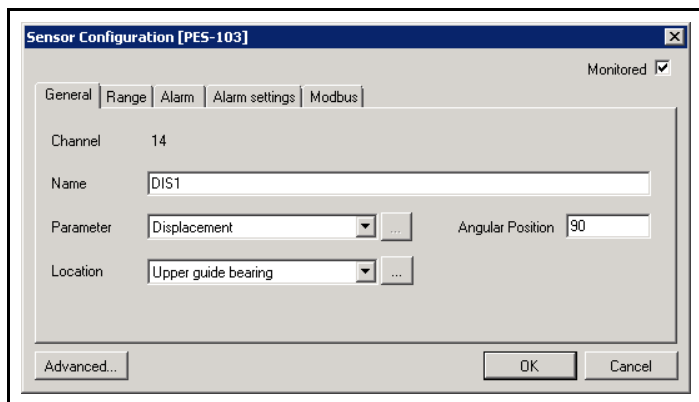 Sensor Configuration [PES-103]
Monitored
General Range Alarm Alarm settings Modbus
Channel 14
Name DIS1
Parameter Displacement ... Angular Position 90
Location Upper guide bearing ...
Advanced... OK Cancel